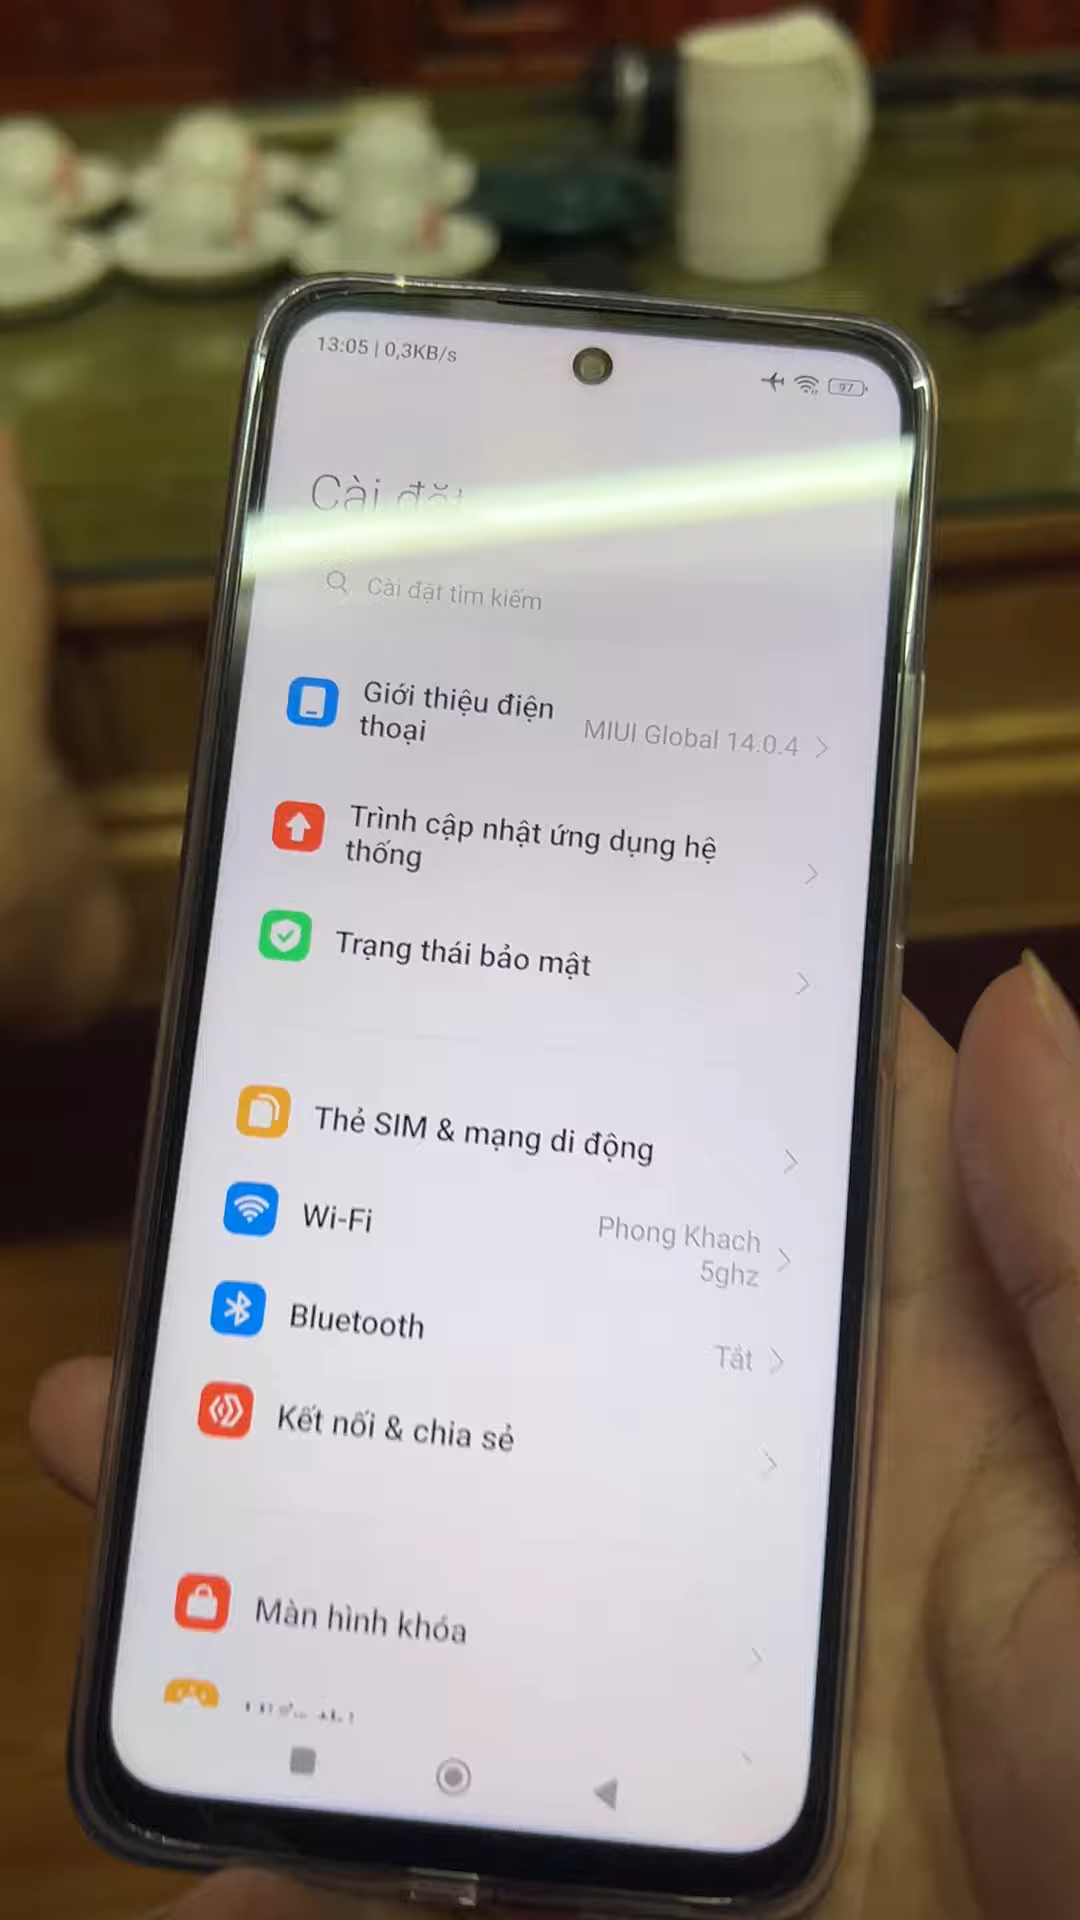 13:05 | 0,3KB/s
97
Cài đặt
Cài đặt tìm kiếm
Giới thiệu điện
thoại
MIUI Global 14.0.4
Trình cập nhật ứng dụng hệ
thống
Trạng thái bảo mật
Thẻ SIM & mạng di động
Wi-Fi
Phong Khach
5ghz
Bluetooth
Tắt
Kết nối & chia sẻ
Màn hình khóa